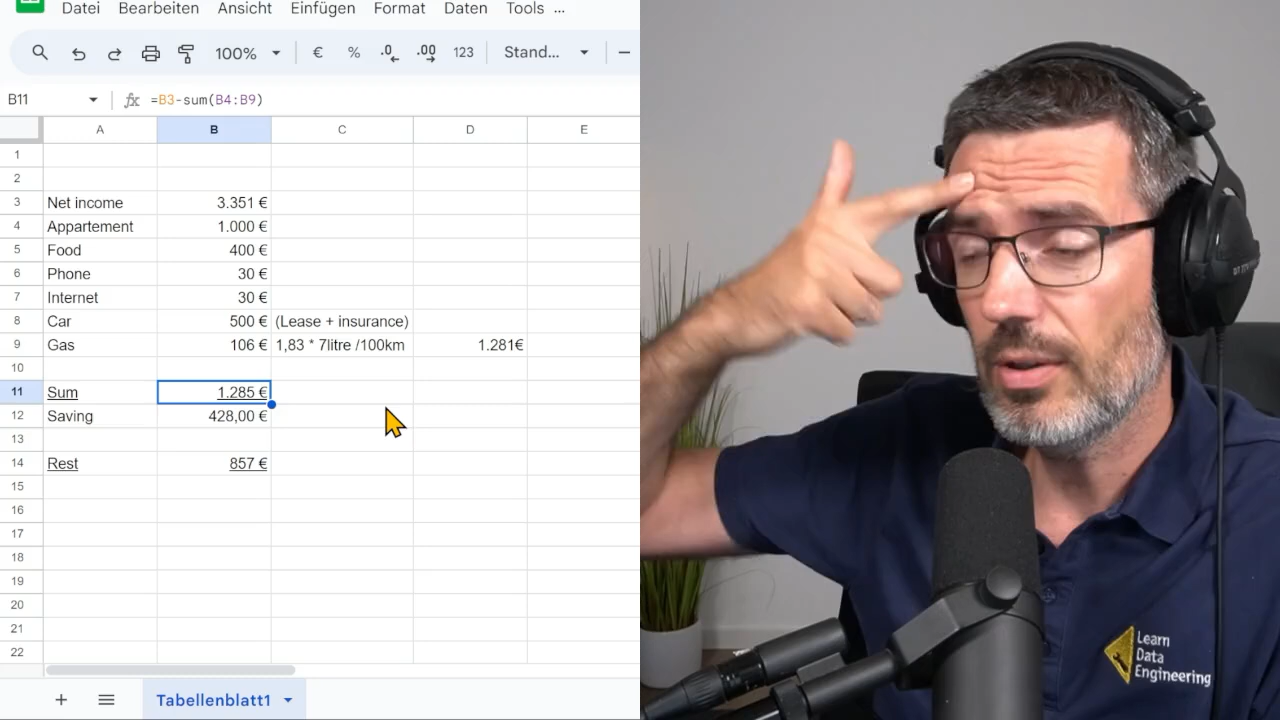 Datei Bearbeiten Ansicht Einfügen Format Daten Tools ...
100% € % .0 .00 123 Stand...
B11 fx =B3-sum(B4:B9)
A B C D E
1
2
3 Net income 3.351 €
4 Appartement 1.000 €
5 Food 400 €
6 Phone 30 €
7 Internet 30 €
8 Car 500 € (Lease + insurance)
9 Gas 106 € 1,83 * 7litre /100km 1.281€
10
11 Sum 1.285 €
12 Saving 428,00 €
13
14 Rest 857 €
15
16
17
18
19
20
21
22
Tabellenblatt1
Learn
Data
Engineering